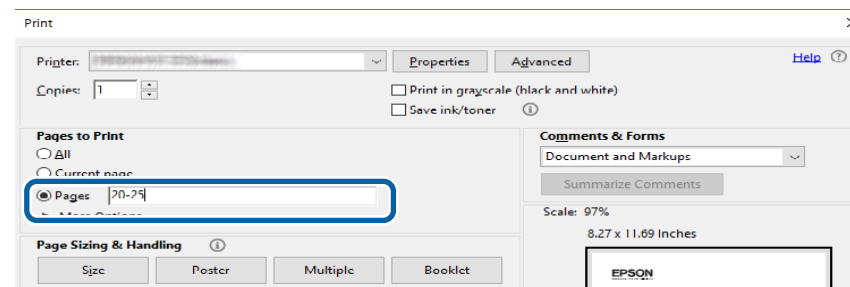 Print
Printer: Properties Advanced Help
Copies: 1 Print in grayscale (black and white)
Save ink/toner
Pages to Print
All
Current page
Pages 20-25
More Options
Page Sizing & Handling
Size Poster Multiple Booklet
Comments & Forms
Document and Markups
Summarize Comments
Scale: 97%
8.27 x 11.69 Inches
EPSON